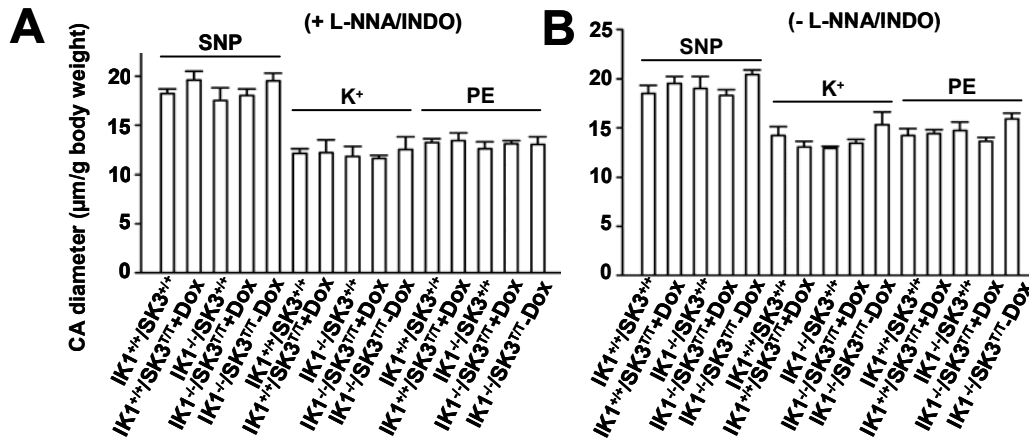 A
(+ L-NNA/INDO)
SNP
K⁺
PE
CA diameter (µm/g body weight)
20
15
10
5
0
IK1⁺/⁺/SK3⁺/⁺
IK1⁺/⁺/SK3ᵀ/ᵀ+Dox
IK1⁻/⁻/SK3⁺/⁺
IK1⁻/⁻/SK3ᵀ/ᵀ+Dox
IK1⁻/⁻/SK3ᵀ/ᵀ-Dox
IK1⁺/⁺/SK3⁺/⁺
IK1⁺/⁺/SK3ᵀ/ᵀ+Dox
IK1⁻/⁻/SK3⁺/⁺
IK1⁻/⁻/SK3ᵀ/ᵀ+Dox
IK1⁻/⁻/SK3ᵀ/ᵀ-Dox
IK1⁺/⁺/SK3⁺/⁺
IK1⁺/⁺/SK3ᵀ/ᵀ+Dox
IK1⁻/⁻/SK3⁺/⁺
IK1⁻/⁻/SK3ᵀ/ᵀ+Dox
IK1⁻/⁻/SK3ᵀ/ᵀ-Dox
B
(- L-NNA/INDO)
SNP
K⁺
PE
25
20
15
10
5
0
IK1⁺/⁺/SK3⁺/⁺
IK1⁺/⁺/SK3ᵀ/ᵀ+Dox
IK1⁻/⁻/SK3⁺/⁺
IK1⁻/⁻/SK3ᵀ/ᵀ+Dox
IK1⁻/⁻/SK3ᵀ/ᵀ-Dox
IK1⁺/⁺/SK3⁺/⁺
IK1⁺/⁺/SK3ᵀ/ᵀ+Dox
IK1⁻/⁻/SK3⁺/⁺
IK1⁻/⁻/SK3ᵀ/ᵀ+Dox
IK1⁻/⁻/SK3ᵀ/ᵀ-Dox
IK1⁺/⁺/SK3⁺/⁺
IK1⁺/⁺/SK3ᵀ/ᵀ+Dox
IK1⁻/⁻/SK3⁺/⁺
IK1⁻/⁻/SK3ᵀ/ᵀ+Dox
IK1⁻/⁻/SK3ᵀ/ᵀ-Dox